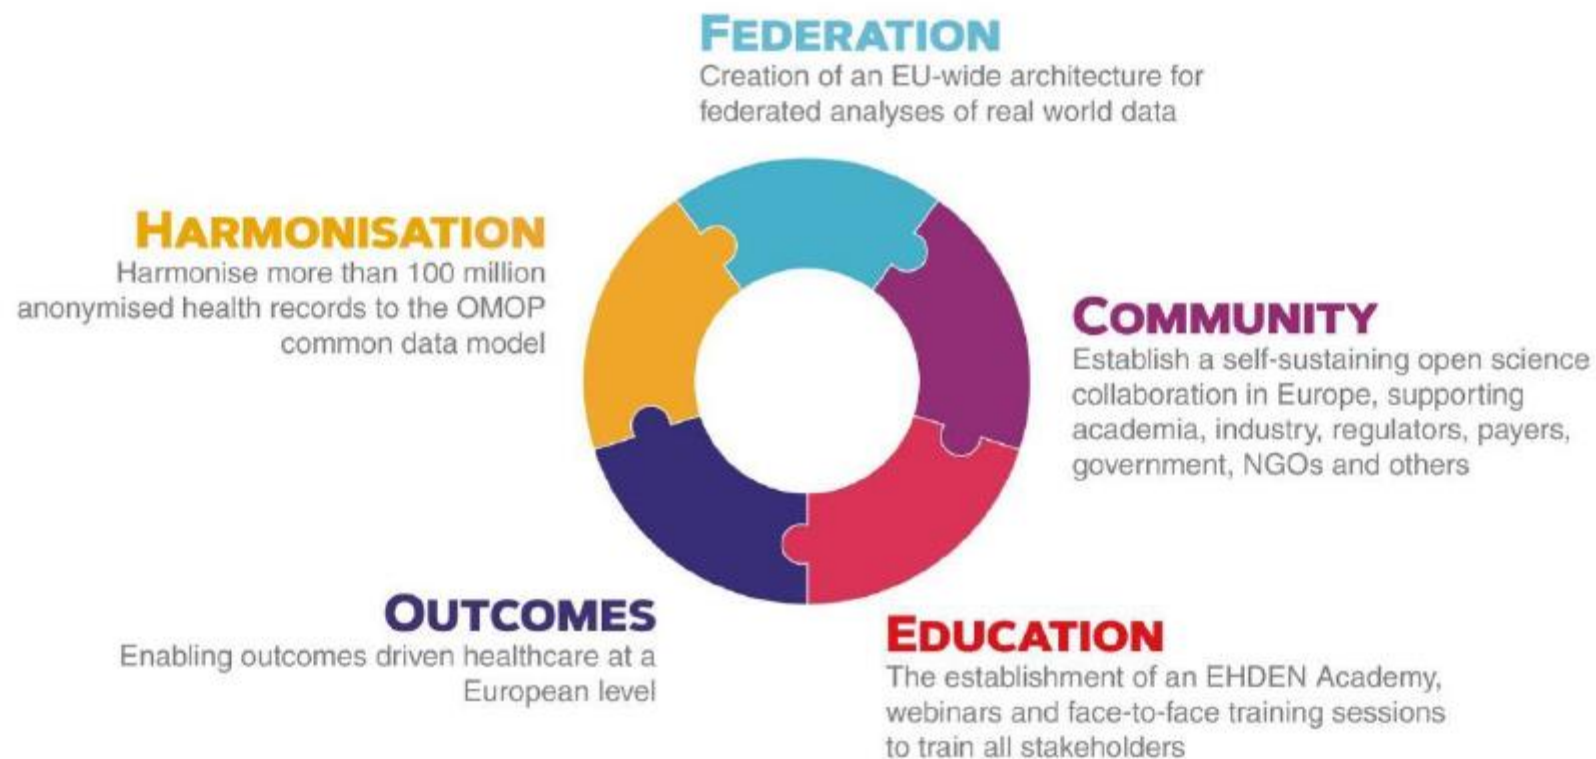 FEDERATION
Creation of an EU-wide architecture for
federated analyses of real world data
HARMONISATION
Harmonise more than 100 million
anonymised health records to the OMOP
common data model
COMMUNITY
Establish a self-sustaining open science
collaboration in Europe, supporting
academia, industry, regulators, payers,
government, NGOs and others
OUTCOMES
Enabling outcomes driven healthcare at a
European level
EDUCATION
The establishment of an EHDEN Academy,
webinars and face-to-face training sessions
to train all stakeholders